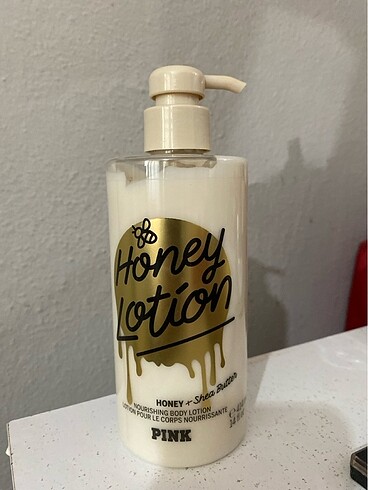 Honey
Lotion
HONEY + Shea Butter
NOURISHING BODY LOTION
LOTION POUR LE CORPS NOURRISSANTE
PINK